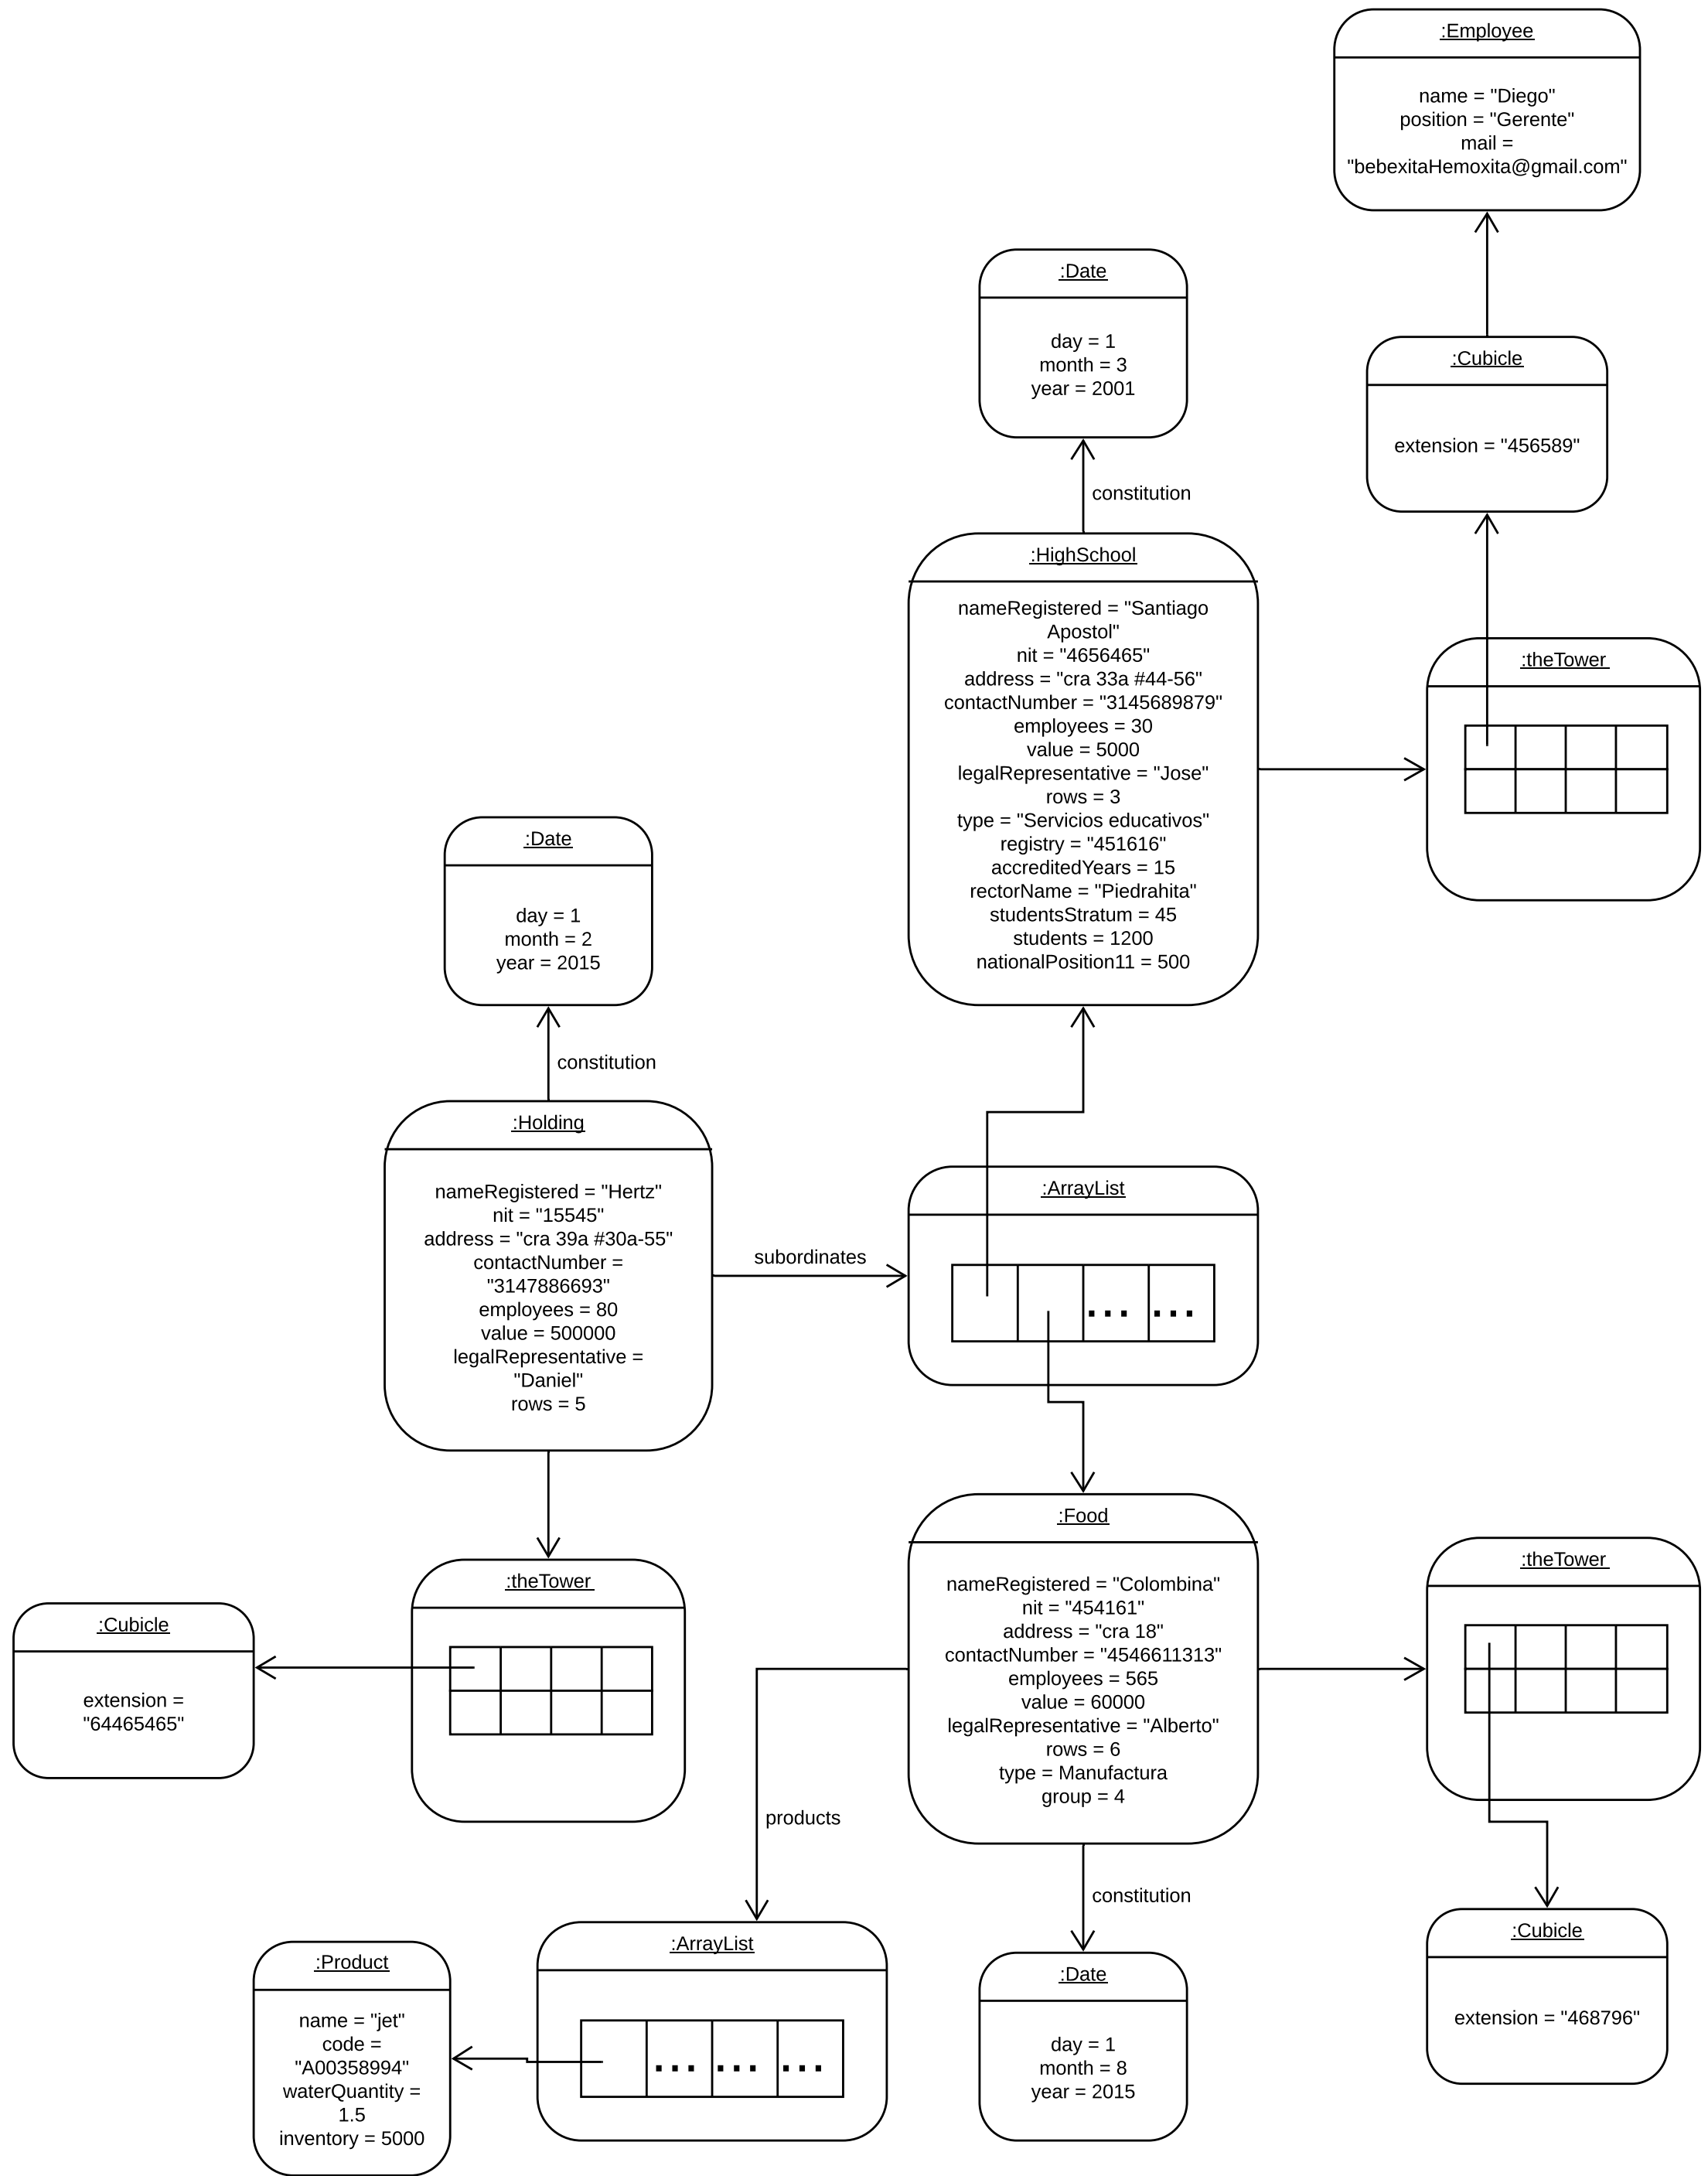 :Employee
name = "Diego"
position = "Gerente"
mail =
"bebexitaHemoxita@gmail.com"
:Date
day = 1
month = 3
year = 2001
:Cubicle
extension = "456589"
constitution
:HighSchool
nameRegistered = "Santiago
Apostol"
nit = "4656465"
address = "cra 33a #44-56"
contactNumber = "3145689879"
employees = 30
value = 5000
legalRepresentative = "Jose"
rows = 3
type = "Servicios educativos"
registry = "451616"
accreditedYears = 15
rectorName = "Piedrahita"
studentsStratum = 45
students = 1200
nationalPosition11 = 500
:theTower
:Date
day = 1
month = 2
year = 2015
constitution
:Holding
nameRegistered = "Hertz"
nit = "15545"
address = "cra 39a #30a-55"
contactNumber =
"3147886693"
employees = 80
value = 500000
legalRepresentative =
"Daniel"
rows = 5
subordinates
:ArrayList
... ...
:Food
nameRegistered = "Colombina"
nit = "454161"
address = "cra 18"
contactNumber = "4546611313"
employees = 565
value = 60000
legalRepresentative = "Alberto"
rows = 6
type = Manufactura
group = 4
:theTower
:theTower
:Cubicle
extension =
"64465465"
products
constitution
:Product
name = "jet"
code =
"A00358994"
waterQuantity =
1.5
inventory = 5000
:ArrayList
... ... ...
:Date
day = 1
month = 8
year = 2015
:Cubicle
extension = "468796"